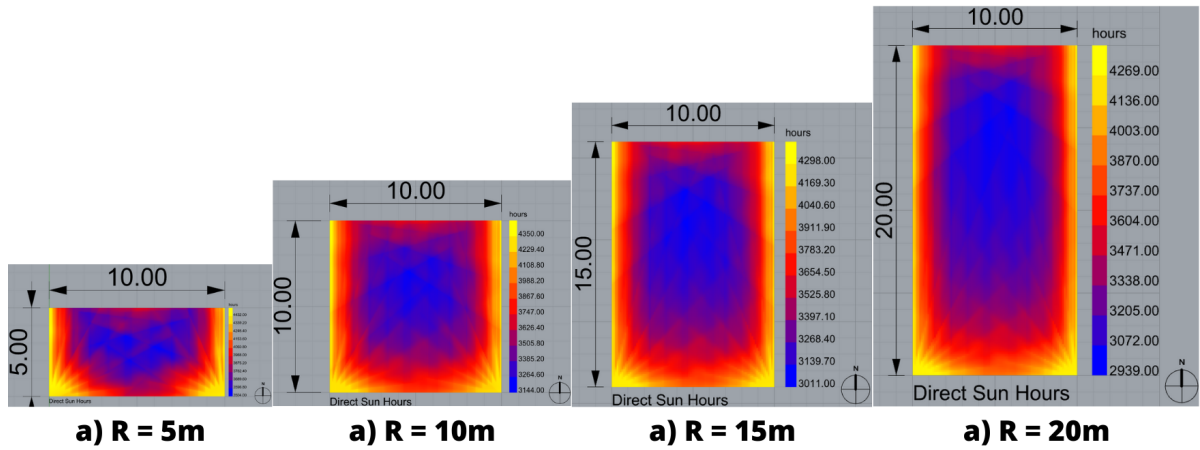 10.00
5.00
hours
N
Direct Sun Hours
a) R = 5m
10.00
10.00
hours
4350.00
4229.40
4108.80
3988.20
3867.60
3747.00
3626.40
3505.80
3385.20
3264.60
3144.00
N
Direct Sun Hours
a) R = 10m
10.00
15.00
hours
4298.00
4169.30
4040.60
3911.90
3783.20
3654.50
3525.80
3397.10
3268.40
3139.70
3011.00
N
Direct Sun Hours
a) R = 15m
10.00
20.00
hours
4269.00
4136.00
4003.00
3870.00
3737.00
3604.00
3471.00
3338.00
3205.00
3072.00
2939.00
N
Direct Sun Hours
a) R = 20m